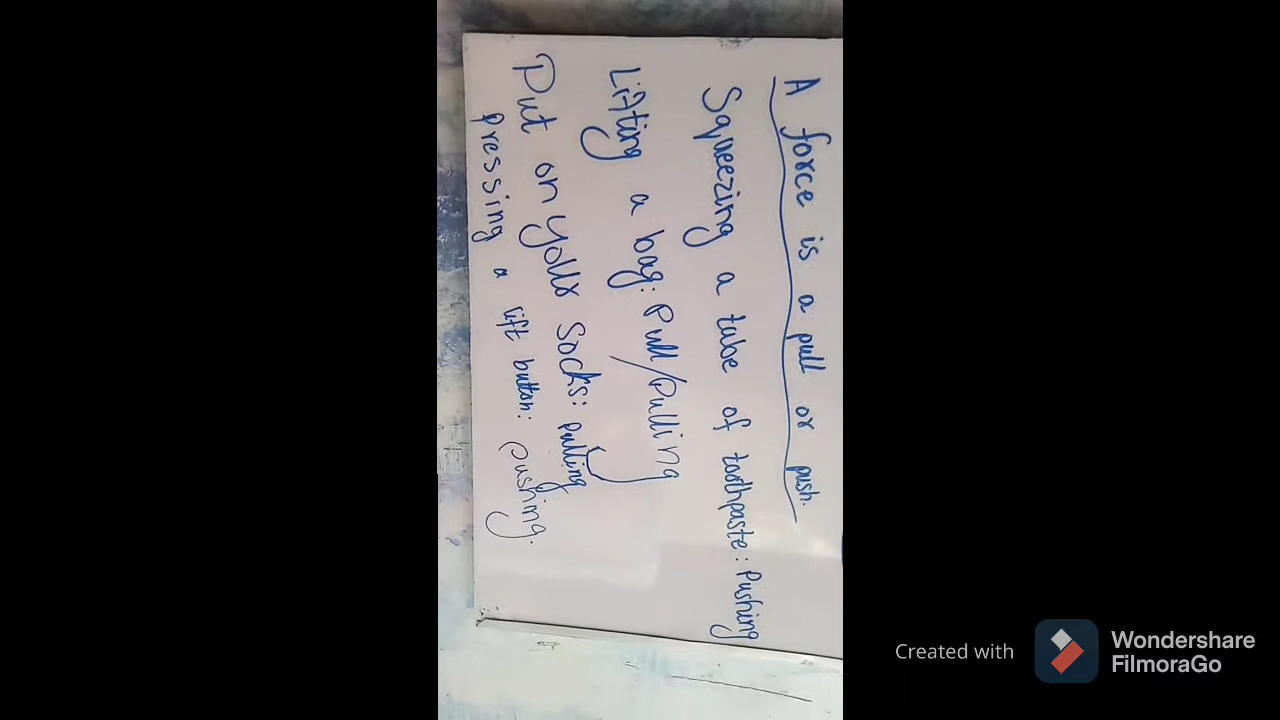 A force is a pull or push.
Squeezing a tube of toothpaste: Pushing
Lifting a bag: Pull/Pulling
Put on your socks: pulling
pressing a lift button: pushing.
Created with
Wondershare
FilmoraGo